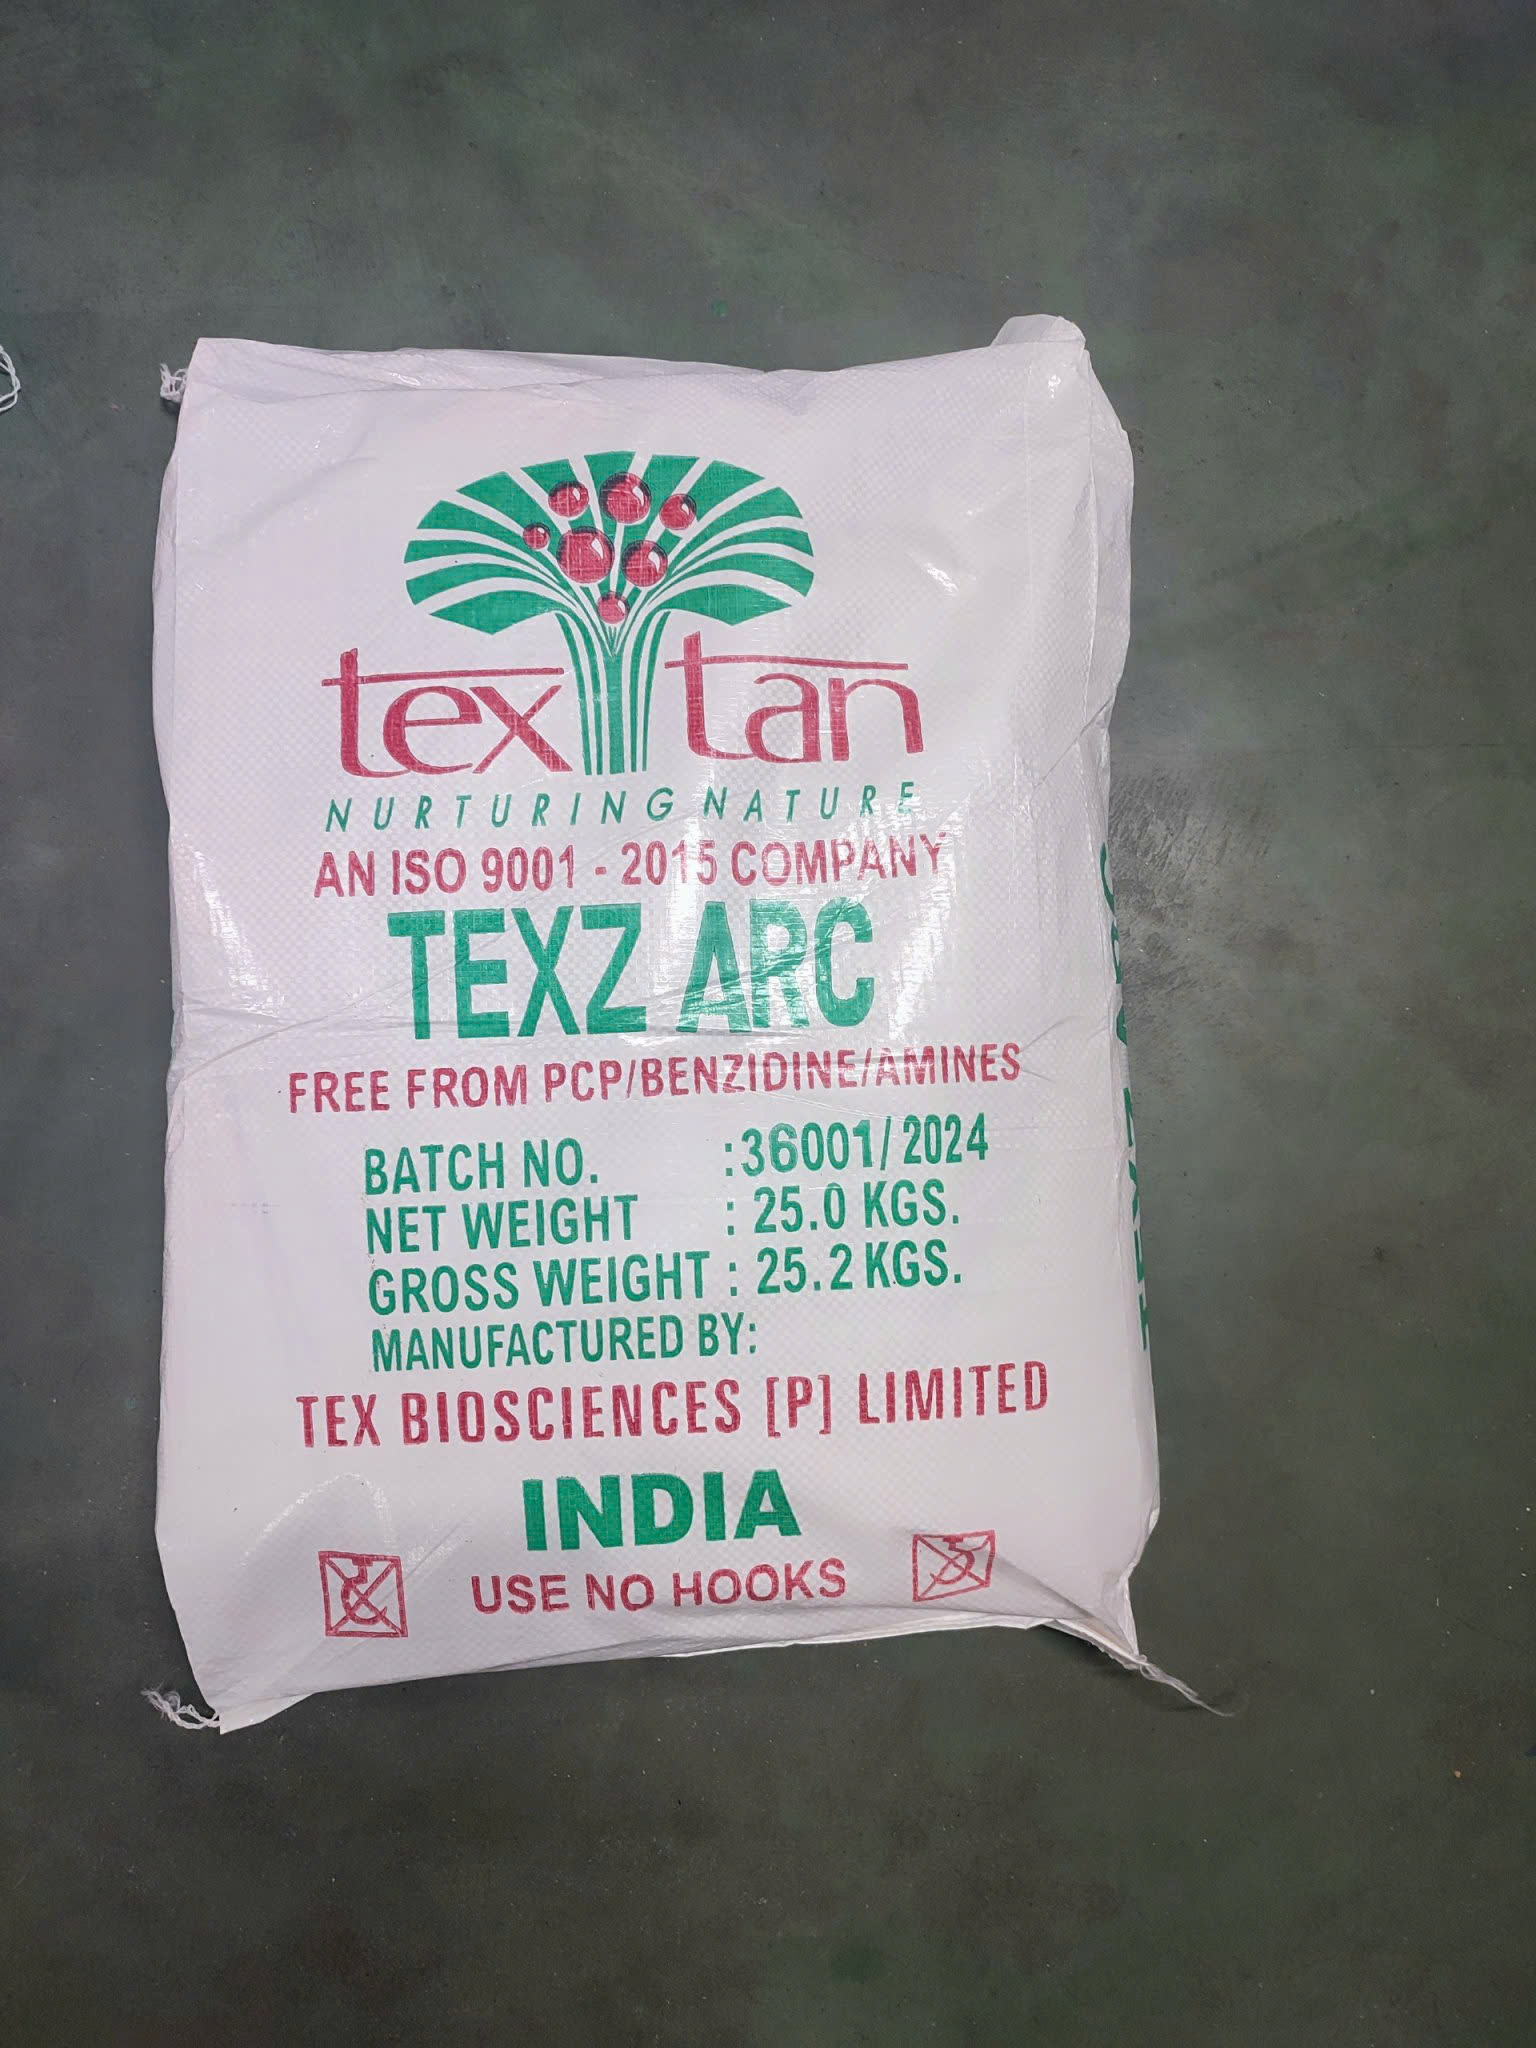 tex tan
NURTURING NATURE
AN ISO 9001 - 2015 COMPANY
TEXZ ARC
FREE FROM PCP/BENZIDINE/AMINES
BATCH NO. :36001/2024
NET WEIGHT : 25.0 KGS.
GROSS WEIGHT : 25.2 KGS.
MANUFACTURED BY:
TEX BIOSCIENCES [P] LIMITED
INDIA
USE NO HOOKS